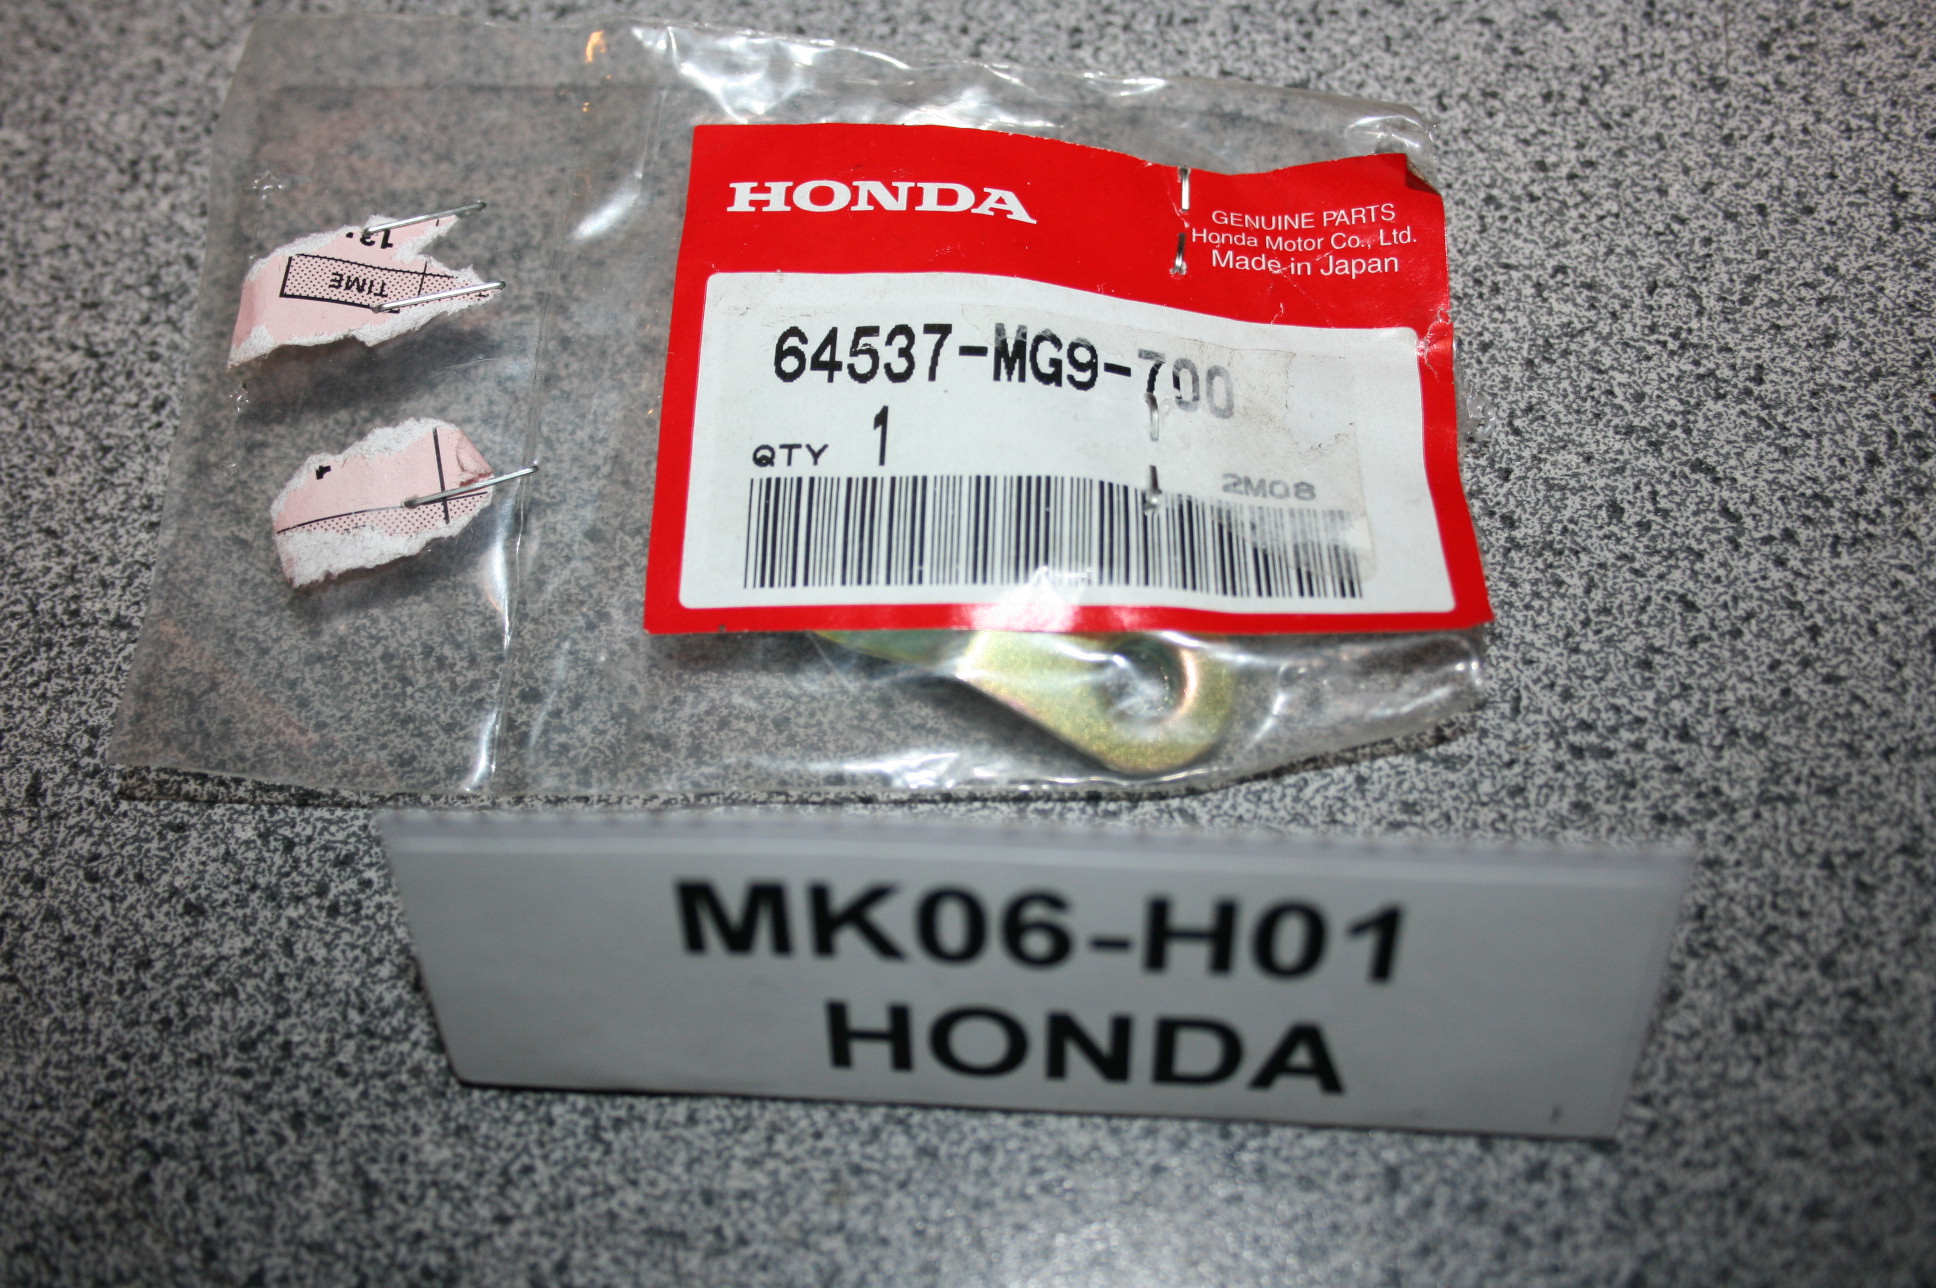 HONDA
GENUINE PARTS
Honda Motor Co., Ltd.
Made in Japan
13
TIME
64537-MG9-700
QTY 1
2M08
MK06-H01
HONDA